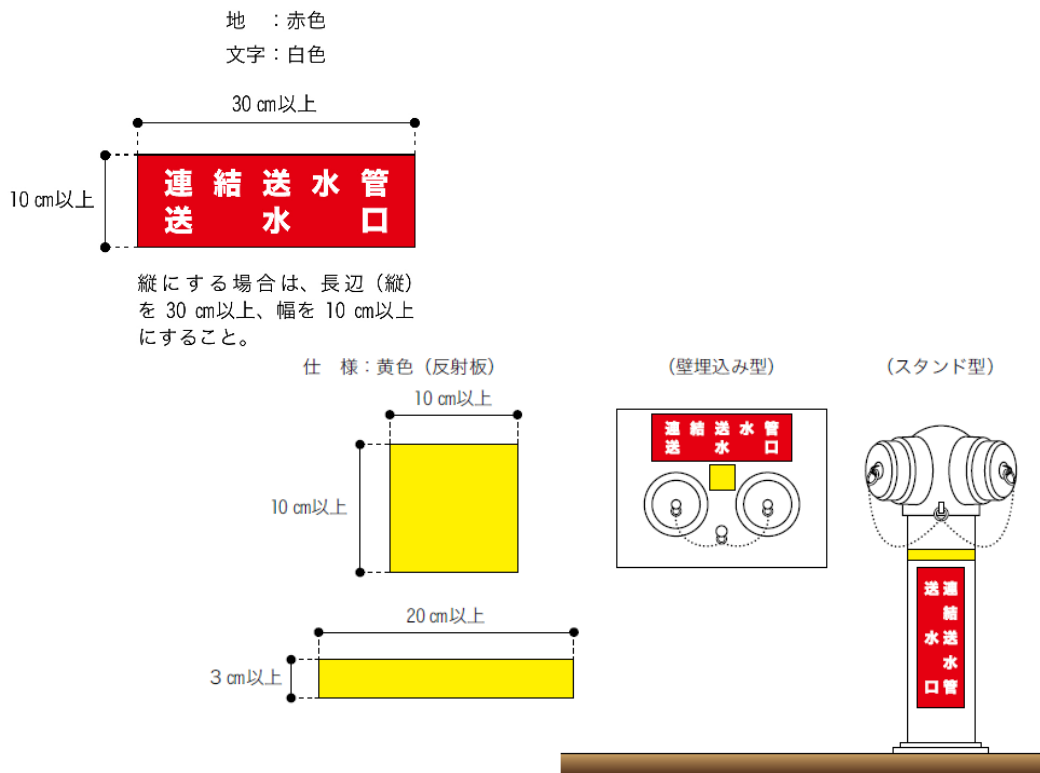 地　：赤色
文字：白色
30 cm以上
10 cm以上
連結送水管
送水口
縦にする場合は、長辺（縦）
を 30 cm以上、幅を 10 cm以上
にすること。
仕　様：黄色（反射板）
10 cm以上
10 cm以上
20 cm以上
3 cm以上
（壁埋込み型）
連結送水管
送水口
（スタンド型）
連結送水管
送水口